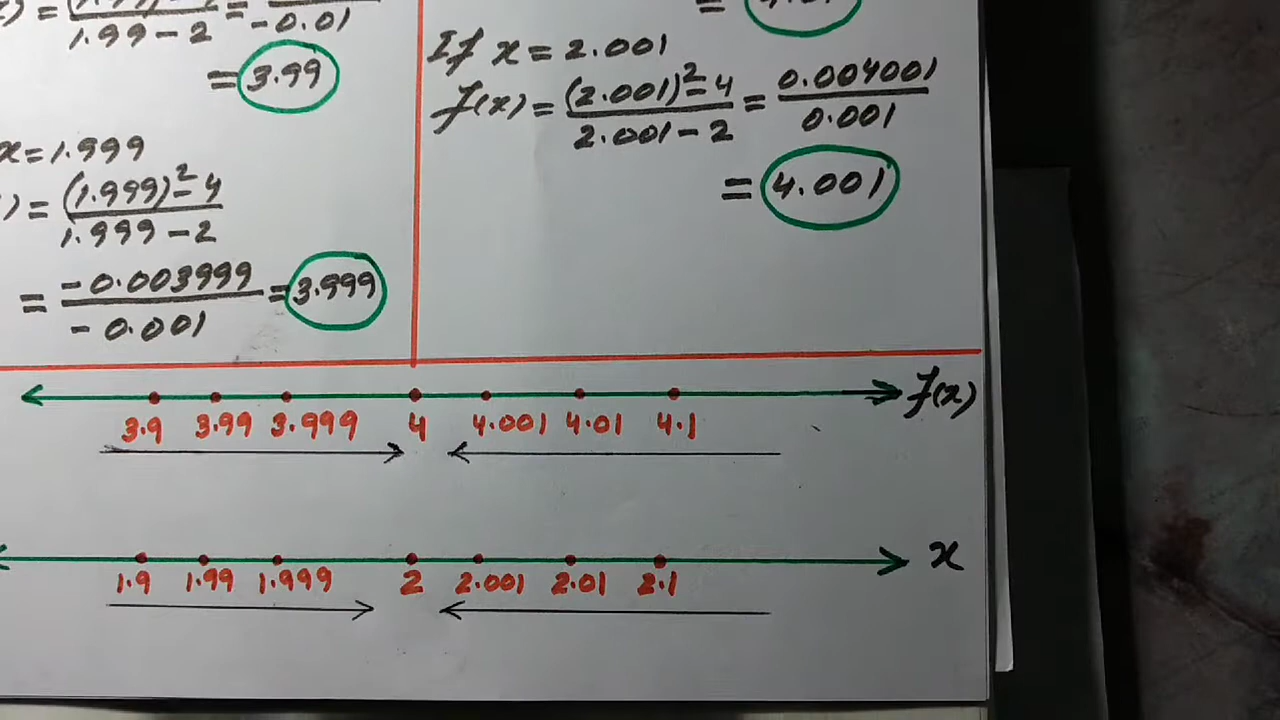 1.99 - 2 = - 0.01
= 3.99
x = 1.999
) = (1.999)² - 4
1.999 - 2
= - 0.003999 = 3.999
- 0.001
If x = 2.001
f(x) = (2.001)² - 4 = 0.004001
2.001 - 2 0.001
= 4.001
3.9 3.99 3.999 4 4.001 4.01 4.1 f(x)
1.9 1.99 1.999 2 2.001 2.01 2.1 x